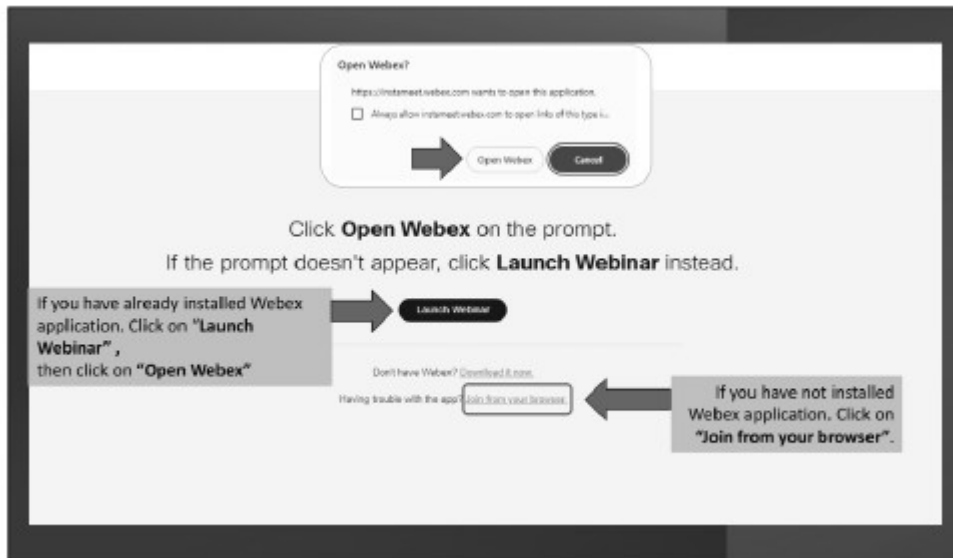 Open Webex?
https://instameet.webex.com wants to open this application.
Always allow instameet.webex.com to open links of this type i...
Open Webex
Cancel
Click Open Webex on the prompt.
If the prompt doesn't appear, click Launch Webinar instead.
If you have already installed Webex
application. Click on "Launch
Webinar" ,
then click on "Open Webex"
Launch Webinar
Don't have Webex? Download it now.
Having trouble with the app? Join from your browser.
If you have not installed
Webex application. Click on
"Join from your browser".